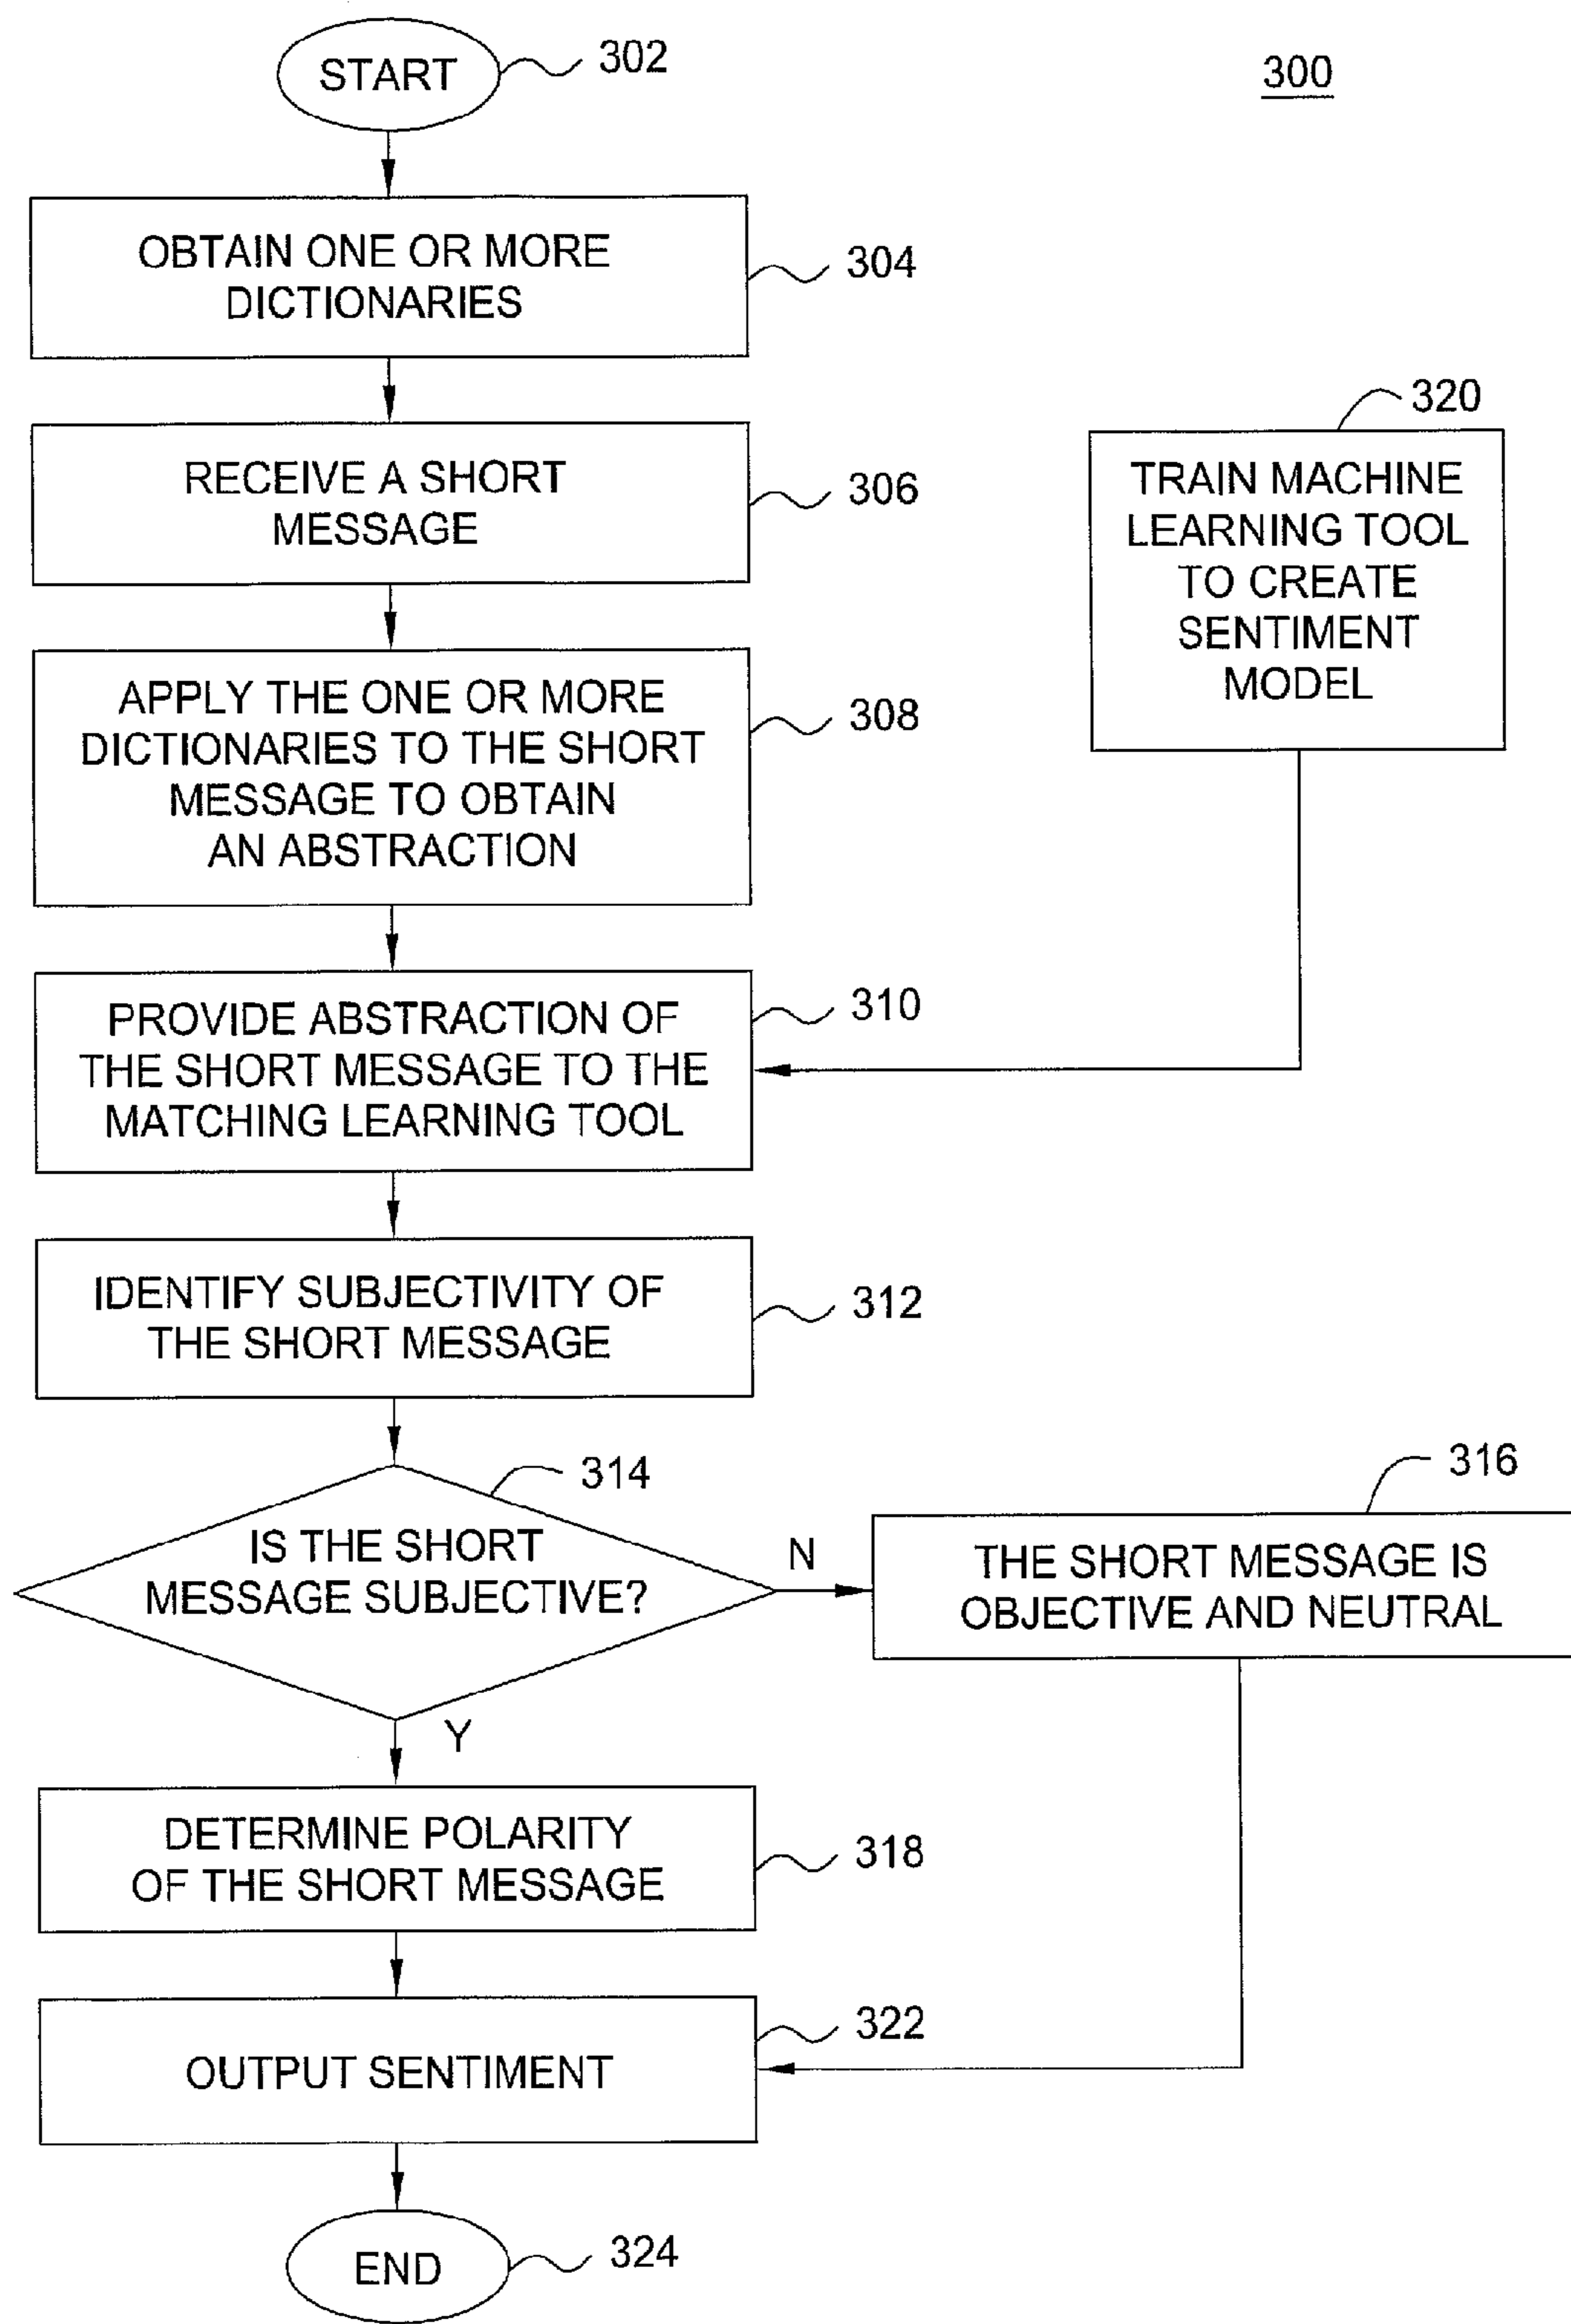 START
302
300
OBTAIN ONE OR MORE
DICTIONARIES
304
RECEIVE A SHORT
MESSAGE
306
320
TRAIN MACHINE
LEARNING TOOL
TO CREATE
SENTIMENT
MODEL
APPLY THE ONE OR MORE
DICTIONARIES TO THE SHORT
MESSAGE TO OBTAIN
AN ABSTRACTION
308
PROVIDE ABSTRACTION OF
THE SHORT MESSAGE TO THE
MATCHING LEARNING TOOL
310
IDENTIFY SUBJECTIVITY OF
THE SHORT MESSAGE
312
314
IS THE SHORT
MESSAGE SUBJECTIVE?
N
316
THE SHORT MESSAGE IS
OBJECTIVE AND NEUTRAL
Y
DETERMINE POLARITY
OF THE SHORT MESSAGE
318
OUTPUT SENTIMENT
322
END
324